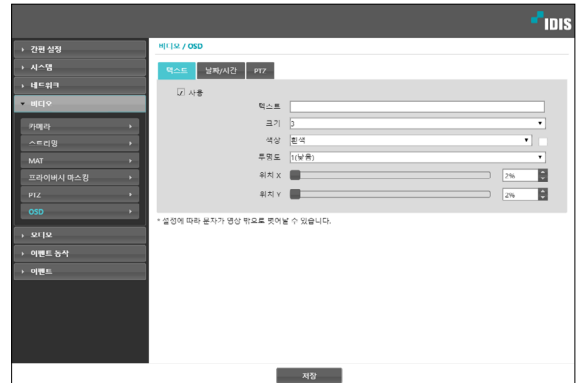 IDIS
간편 설정
시스템
네트워크
비디오
카메라
스트리밍
MAT
프라이버시 마스킹
PTZ
OSD
오디오
이벤트 동작
이벤트
비디오 / OSD
텍스트 날짜/시간 PTZ
사용
텍스트
크기 3
색상 흰색
투명도 1(낮음)
위치 X 2%
위치 Y 2%
* 설정에 따라 문자가 영상 밖으로 벗어날 수 있습니다.
저장